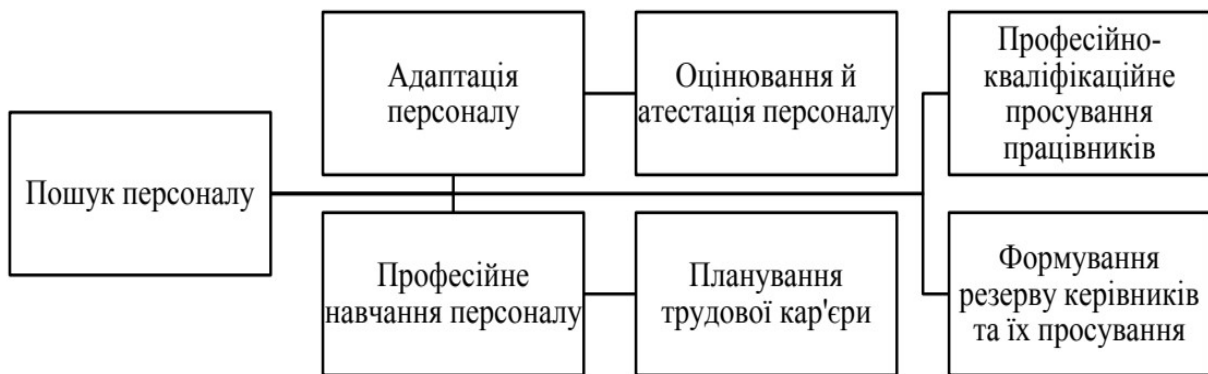 Пошук персоналу
Адаптація
персоналу
Оцінювання й
атестація персоналу
Професійно-
кваліфікаційне
просування
працівників
Професійне
навчання персоналу
Планування
трудової кар'єри
Формування
резерву керівників
та їх просування